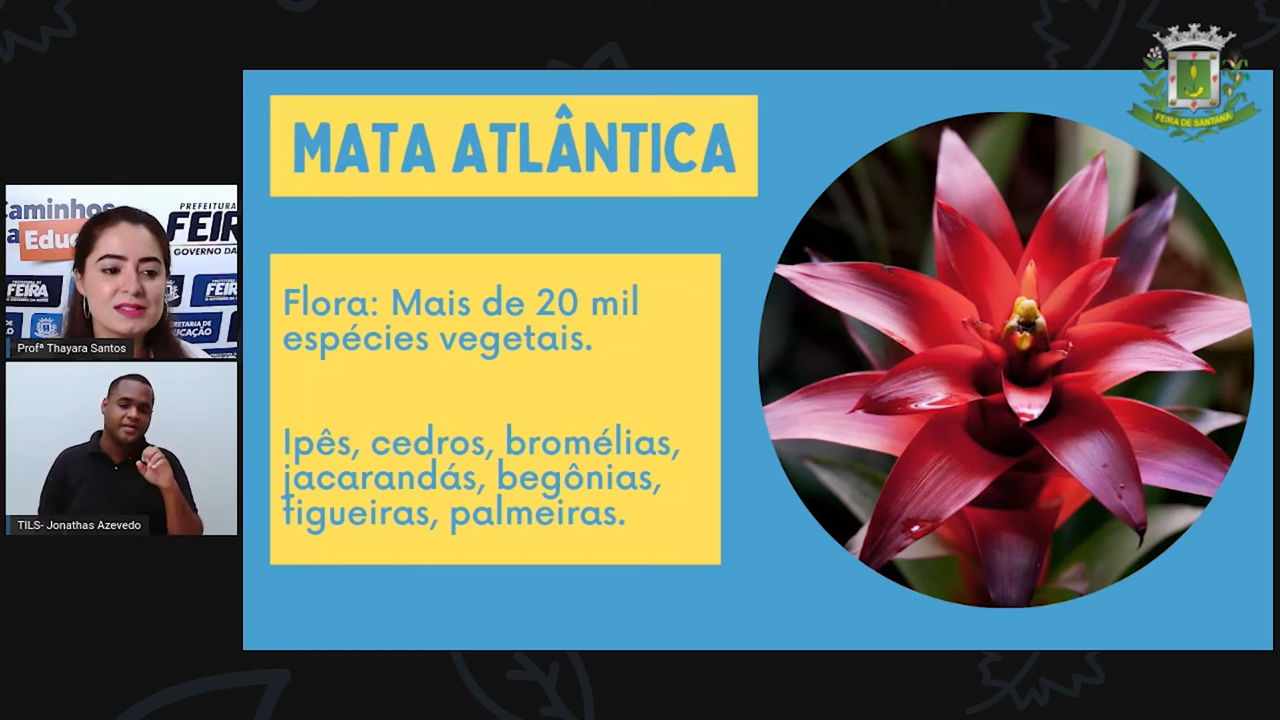 MATA ATLÂNTICA
Flora: Mais de 20 mil
espécies vegetais.
Ipês, cedros, bromélias,
jacarandás, begônias,
figueiras, palmeiras.
FEIRA DE SANTANA
PREFEITURA
FEIR
GOVERNO DA
aminhos
Educ
FEIRA
Profª Thayara Santos
TILS- Jonathas Azevedo